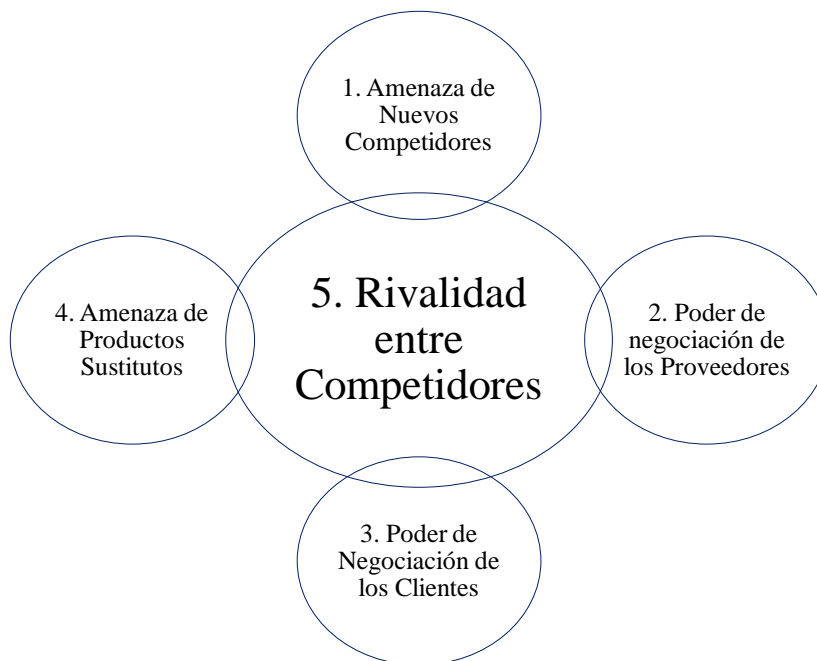 1. Amenaza de
Nuevos
Competidores
5. Rivalidad
entre
Competidores
2. Poder de
negociación de
los Proveedores
3. Poder de
Negociación de
los Clientes
4. Amenaza de
Productos
Sustitutos